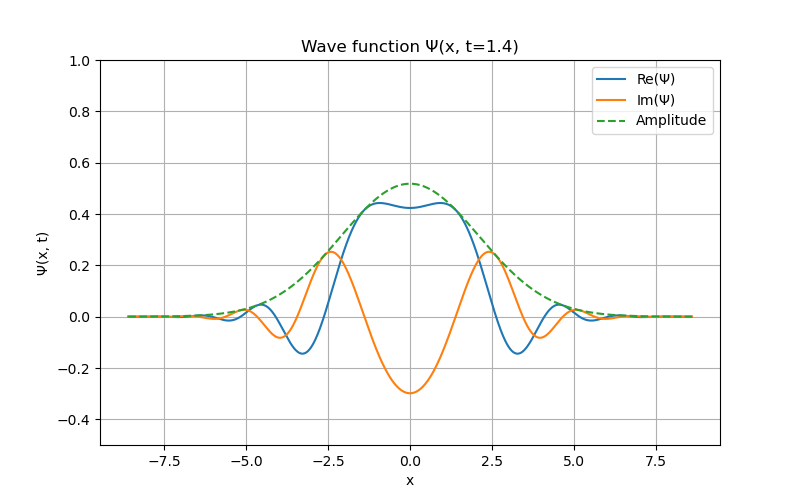 Wave function Ψ(x, t=1.4)
Ψ(x, t)
1.0
0.8
0.6
0.4
0.2
0.0
−0.2
−0.4
Re(Ψ)
Im(Ψ)
Amplitude
−7.5 −5.0 −2.5 0.0 2.5 5.0 7.5
x